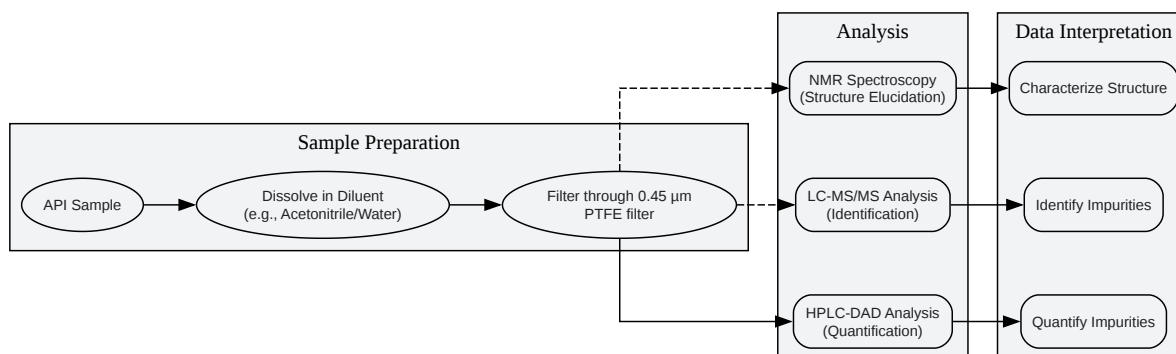 Sample Preparation
API Sample
Dissolve in Diluent
(e.g., Acetonitrile/Water)
Filter through 0.45 µm
PTFE filter
Analysis
NMR Spectroscopy
(Structure Elucidation)
LC-MS/MS Analysis
(Identification)
HPLC-DAD Analysis
(Quantification)
Data Interpretation
Characterize Structure
Identify Impurities
Quantify Impurities